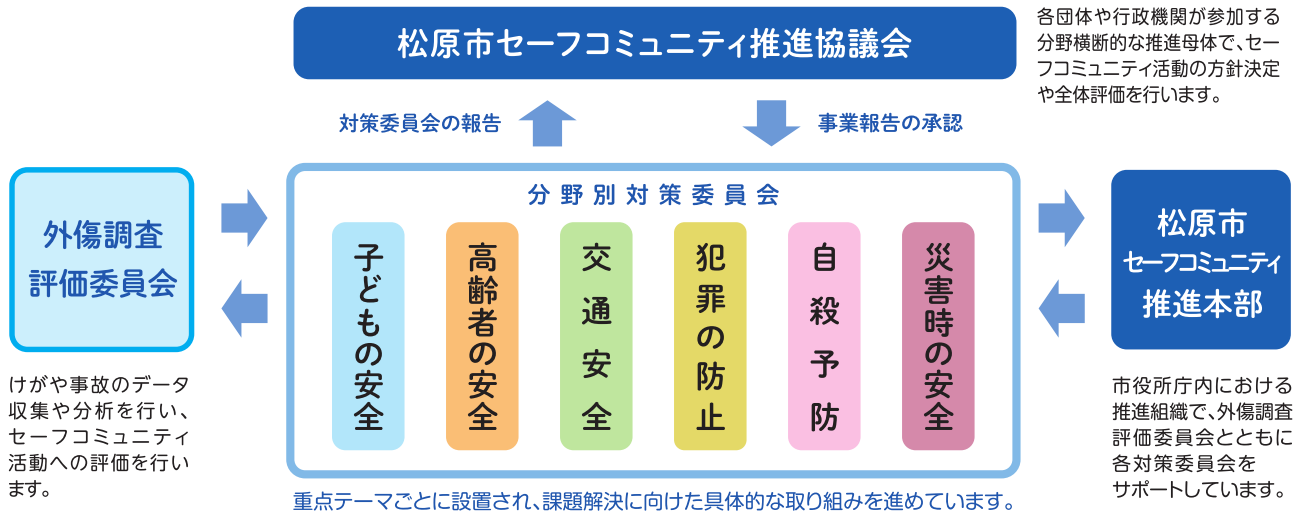 松原市セーフコミュニティ推進協議会
各団体や行政機関が参加する
分野横断的な推進母体で、セー
フコミュニティ活動の方針決定
や全体評価を行います。
対策委員会の報告
事業報告の承認
外傷調査
評価委員会
けがや事故のデータ
収集や分析を行い、
セーフコミュニティ
活動への評価を行い
ます。
分野別対策委員会
子どもの安全
高齢者の安全
交通安全
犯罪の防止
自殺予防
災害時の安全
重点テーマごとに設置され、課題解決に向けた具体的な取り組みを進めています。
松原市
セーフコミュニティ
推進本部
市役所庁内における
推進組織で、外傷調査
評価委員会とともに
各対策委員会を
サポートしています。